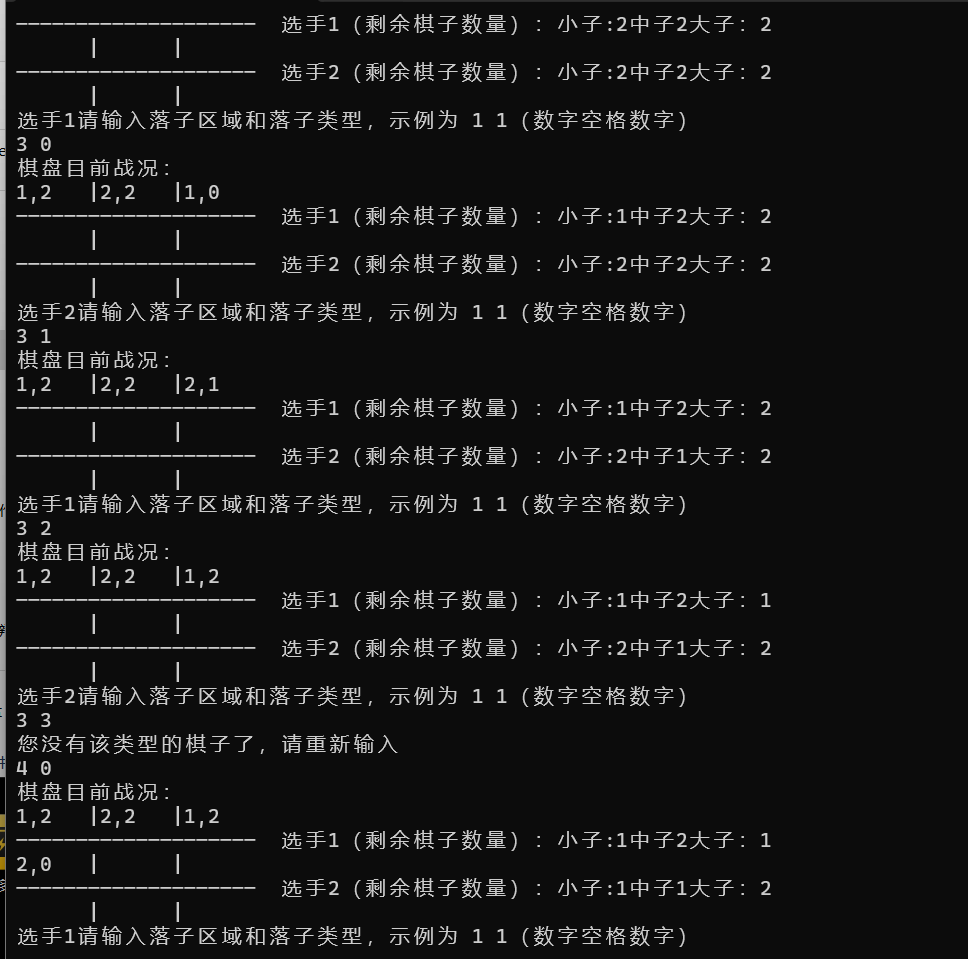 --------------------  选手1（剩余棋子数量）：小子:2中子2大子：2
      |      |
--------------------  选手2（剩余棋子数量）：小子:2中子2大子：2
      |      |
选手1请输入落子区域和落子类型，示例为 1 1（数字空格数字）
3 0
棋盘目前战况：
1,2   |2,2   |1,0
--------------------  选手1（剩余棋子数量）：小子:1中子2大子：2
      |      |
--------------------  选手2（剩余棋子数量）：小子:2中子2大子：2
      |      |
选手2请输入落子区域和落子类型，示例为 1 1（数字空格数字）
3 1
棋盘目前战况：
1,2   |2,2   |2,1
--------------------  选手1（剩余棋子数量）：小子:1中子2大子：2
      |      |
--------------------  选手2（剩余棋子数量）：小子:2中子1大子：2
      |      |
选手1请输入落子区域和落子类型，示例为 1 1（数字空格数字）
3 2
棋盘目前战况：
1,2   |2,2   |1,2
--------------------  选手1（剩余棋子数量）：小子:1中子2大子：1
      |      |
--------------------  选手2（剩余棋子数量）：小子:2中子1大子：2
      |      |
选手2请输入落子区域和落子类型，示例为 1 1（数字空格数字）
3 3
您没有该类型的棋子了，请重新输入
4 0
棋盘目前战况：
1,2   |2,2   |1,2
--------------------  选手1（剩余棋子数量）：小子:1中子2大子：1
2,0   |      |
--------------------  选手2（剩余棋子数量）：小子:1中子1大子：2
      |      |
选手1请输入落子区域和落子类型，示例为 1 1（数字空格数字）